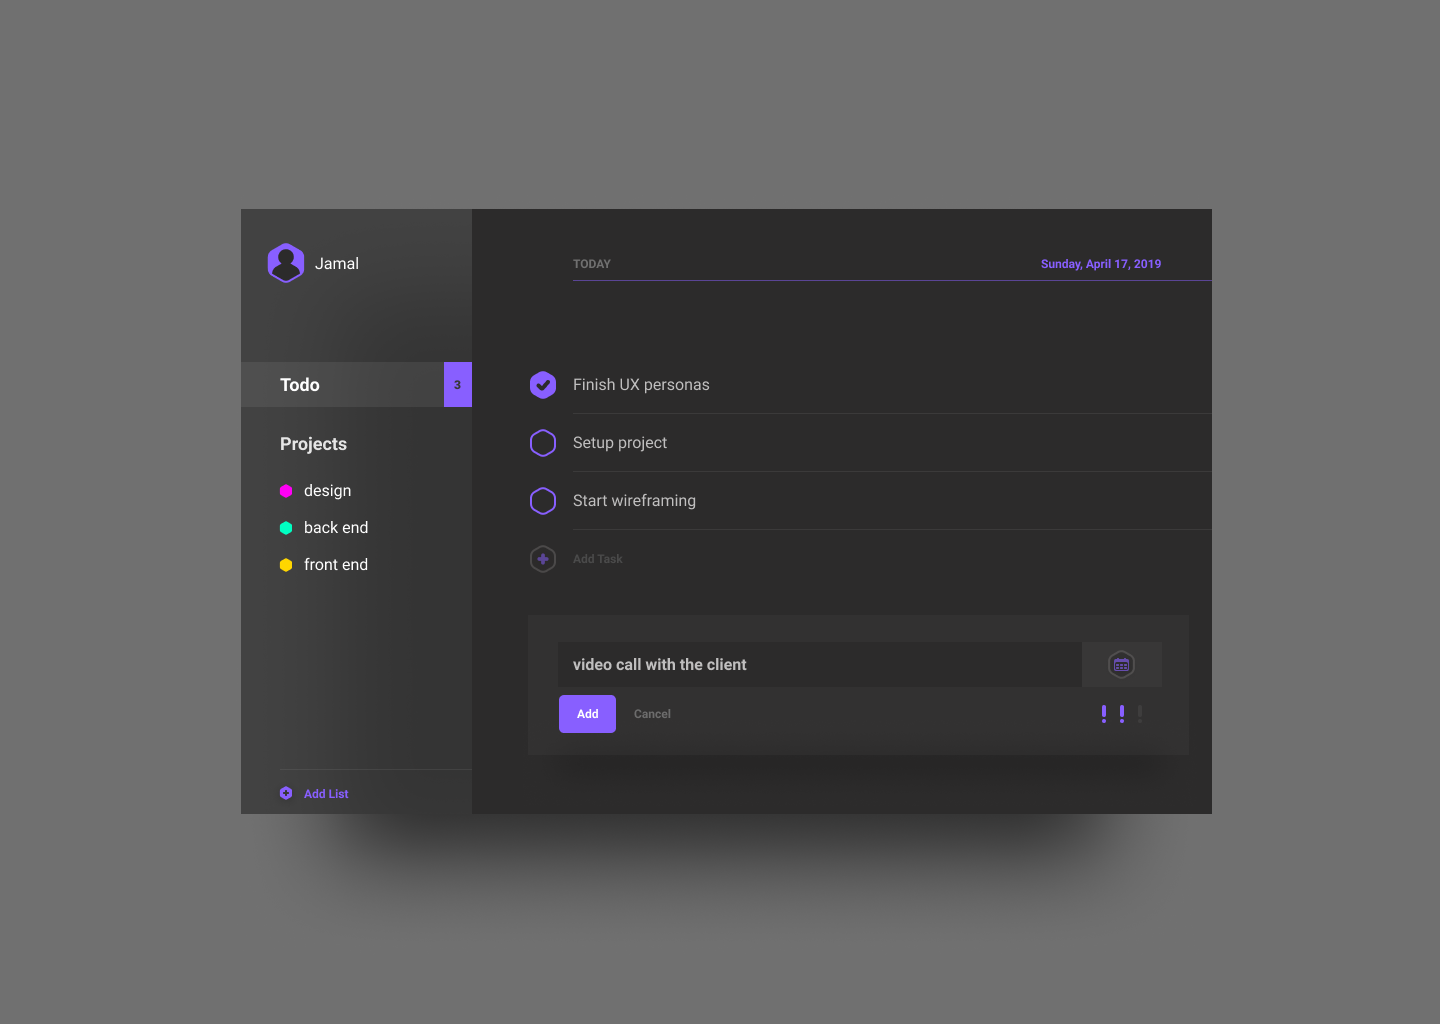 Jamal
TODAY
Sunday, April 17, 2019
Todo
3
Projects
design
back end
front end
Add List
Finish UX personas
Setup project
Start wireframing
Add Task
video call with the client
Add
Cancel
! ! !